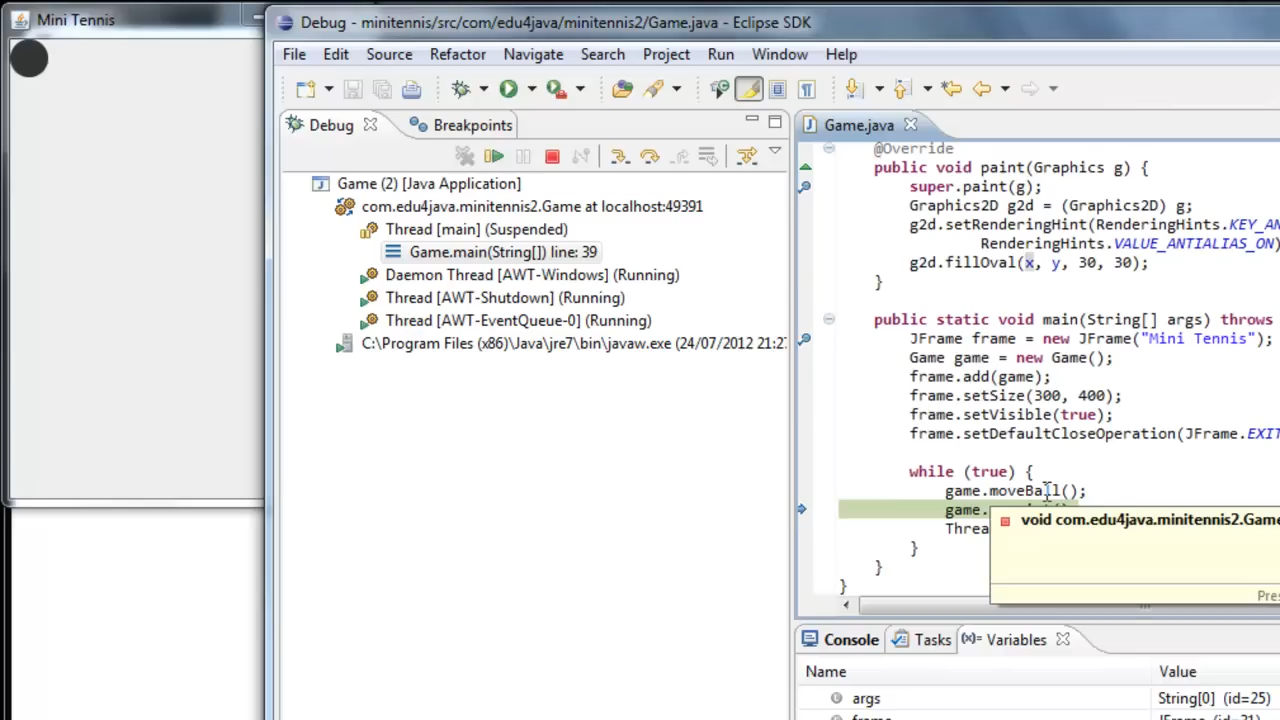 Mini Tennis
Debug - minitennis/src/com/edu4java/minitennis2/Game.java - Eclipse SDK
File Edit Source Refactor Navigate Search Project Run Window Help
Debug Breakpoints
Game (2) [Java Application]
com.edu4java.minitennis2.Game at localhost:49391
Thread [main] (Suspended)
Game.main(String[]) line: 39
Daemon Thread [AWT-Windows] (Running)
Thread [AWT-Shutdown] (Running)
Thread [AWT-EventQueue-0] (Running)
C:\Program Files (x86)\Java\jre7\bin\javaw.exe (24/07/2012 21:27
Game.java
@Override
public void paint(Graphics g) {
super.paint(g);
Graphics2D g2d = (Graphics2D) g;
g2d.setRenderingHint(RenderingHints.KEY_AN
RenderingHints.VALUE_ANTIALIAS_ON)
g2d.fillOval(x, y, 30, 30);
}
public static void main(String[] args) throws
JFrame frame = new JFrame("Mini Tennis");
Game game = new Game();
frame.add(game);
frame.setSize(300, 400);
frame.setVisible(true);
frame.setDefaultCloseOperation(JFrame.EXIT
while (true) {
game.moveBall();
game.
Threa
}
}
}
void com.edu4java.minitennis2.Game
Pres
Console Tasks Variables
Name Value
args String[0] (id=25)